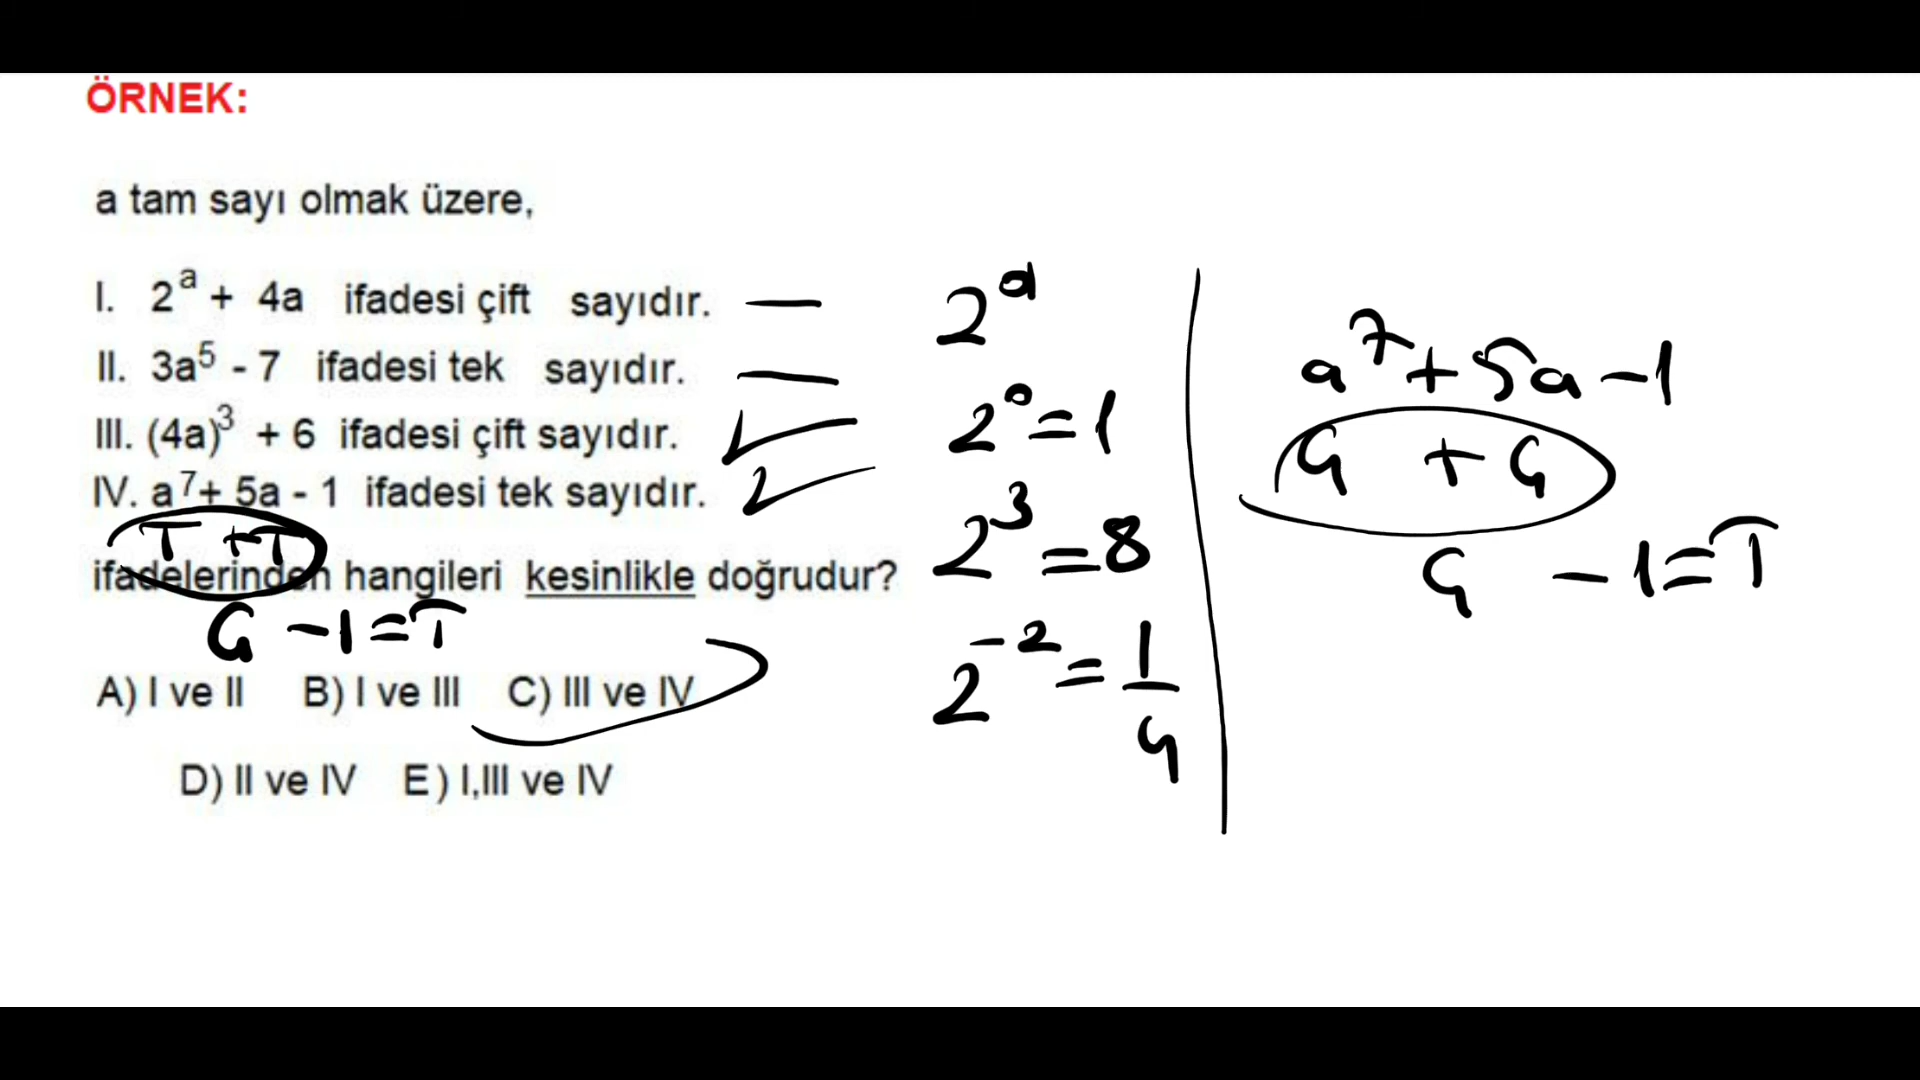 ÖRNEK:
a tam sayı olmak üzere,
I. 2^a + 4a ifadesi çift sayıdır. —
II. 3a^5 - 7 ifadesi tek sayıdır. —
III. (4a)^3 + 6 ifadesi çift sayıdır. ✓
IV. a^7 + 5a - 1 ifadesi tek sayıdır. ✓
T + T
ifadelerinden hangileri kesinlikle doğrudur?
Ç - 1 = T
A) I ve II B) I ve III C) III ve IV
D) II ve IV E) I,III ve IV
2^a
2^0 = 1
2^3 = 8
2^-2 = 1/4
a^7 + 5a - 1
Ç + Ç
Ç - 1 = T